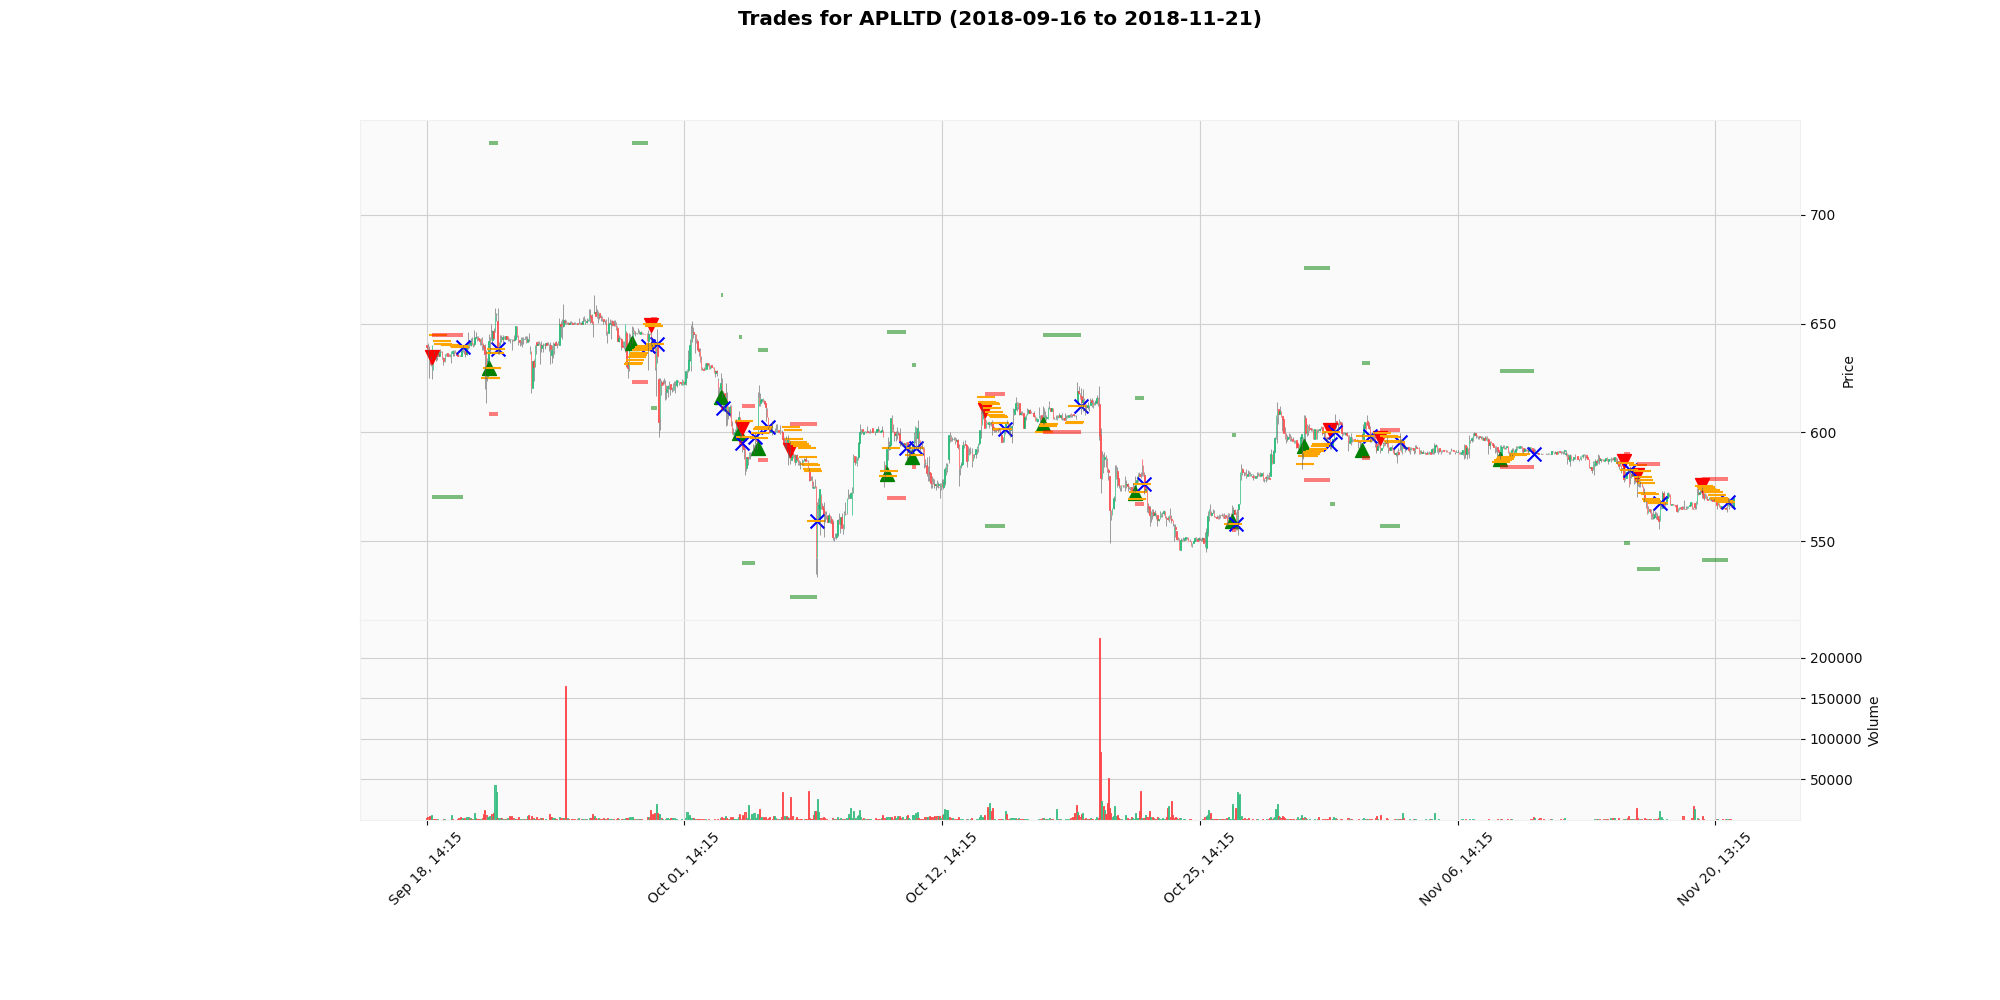 Trades for APLLTD (2018-09-16 to 2018-11-21)
700
650
600
550
Price
200000
150000
100000
50000
Volume
Sep 18, 14:15
Oct 01, 14:15
Oct 12, 14:15
Oct 25, 14:15
Nov 06, 14:15
Nov 20, 13:15